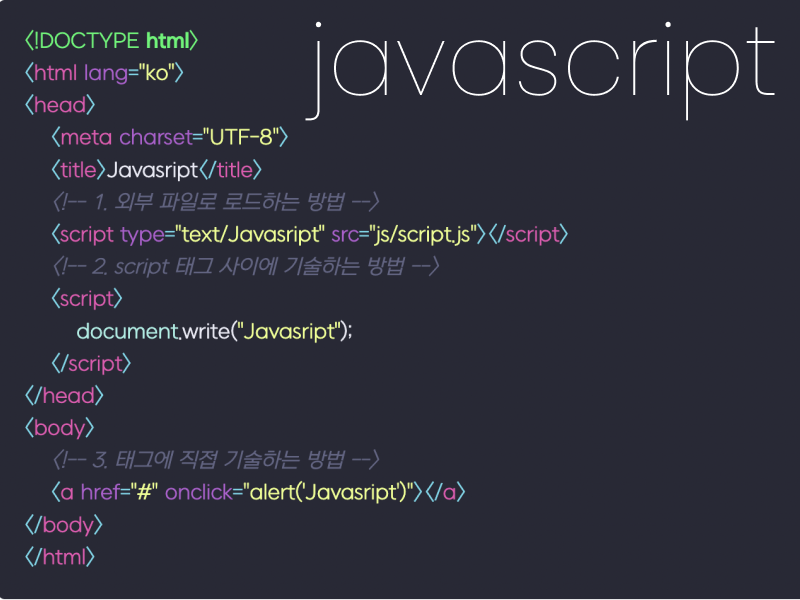 javascript
<!DOCTYPE html>
<html lang="ko">
<head>
<meta charset="UTF-8">
<title>Javasript</title>
<!-- 1. 외부 파일로 로드하는 방법 -->
<script type="text/Javasript" src="js/script.js"></script>
<!-- 2. script 태그 사이에 기술하는 방법 -->
<script>
document.write("Javasript");
</script>
</head>
<body>
<!-- 3. 태그에 직접 기술하는 방법 -->
<a href="#" onclick="alert('Javasript')"></a>
</body>
</html>